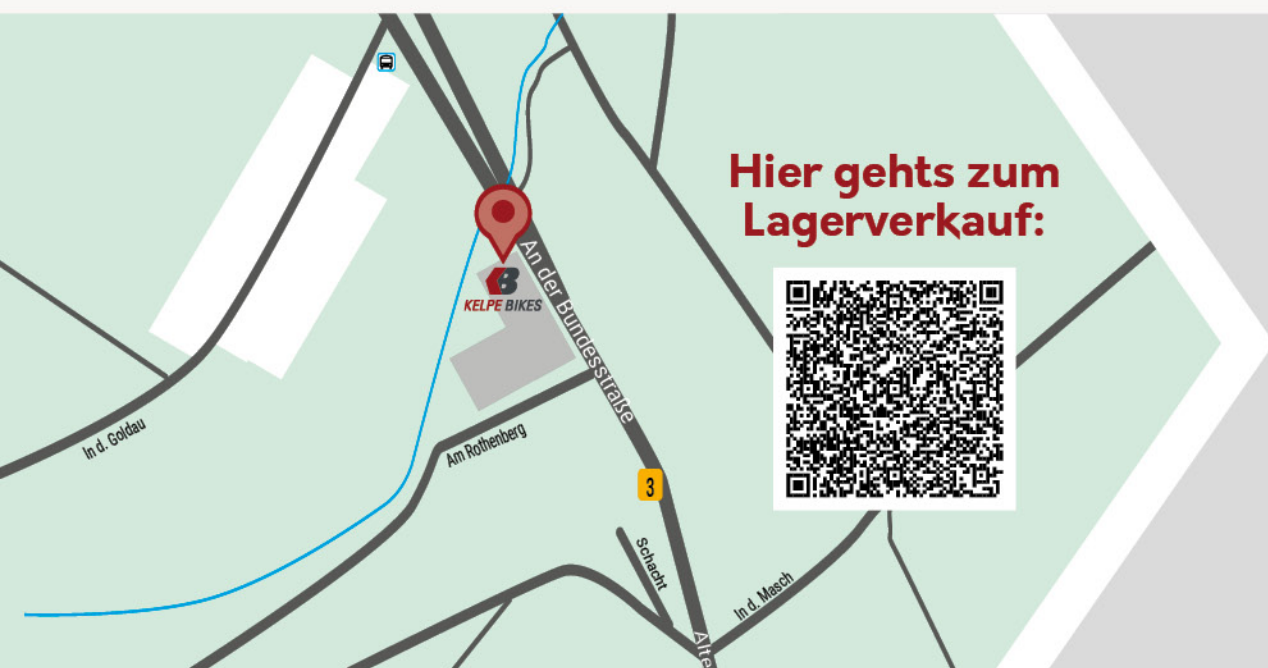 Hier gehts zum
Lagerverkauf:
KELPE BIKES
An der Bundesstraße
In d. Goldau
Am Rothenberg
3
Schacht
In d. Masch
Alte